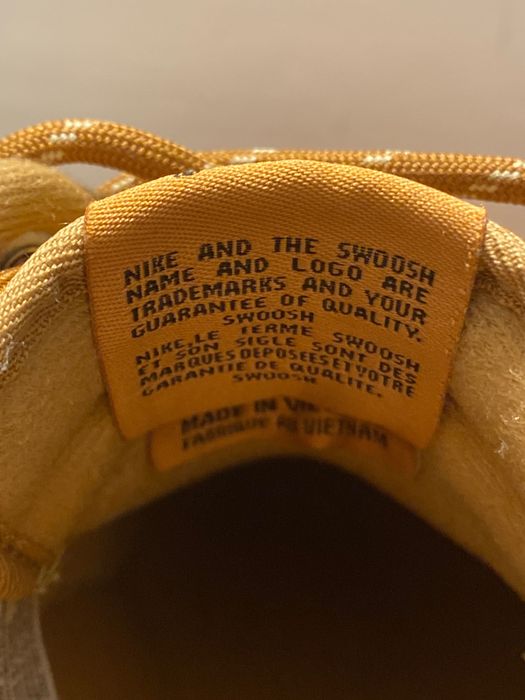 NIKE AND THE SWOOSH
NAME AND LOGO ARE
TRADEMARKS AND YOUR
GUARANTEE OF QUALITY.
SWOOSH
NIKE, LE TERME SWOOSH
ET SON SIGLE SONT DES
MARQUES DEPOSEES ET VOTRE
GARANTIE DE QUALITE.
SWOOSH
MADE IN
FABRIQUE AU VIETNAM